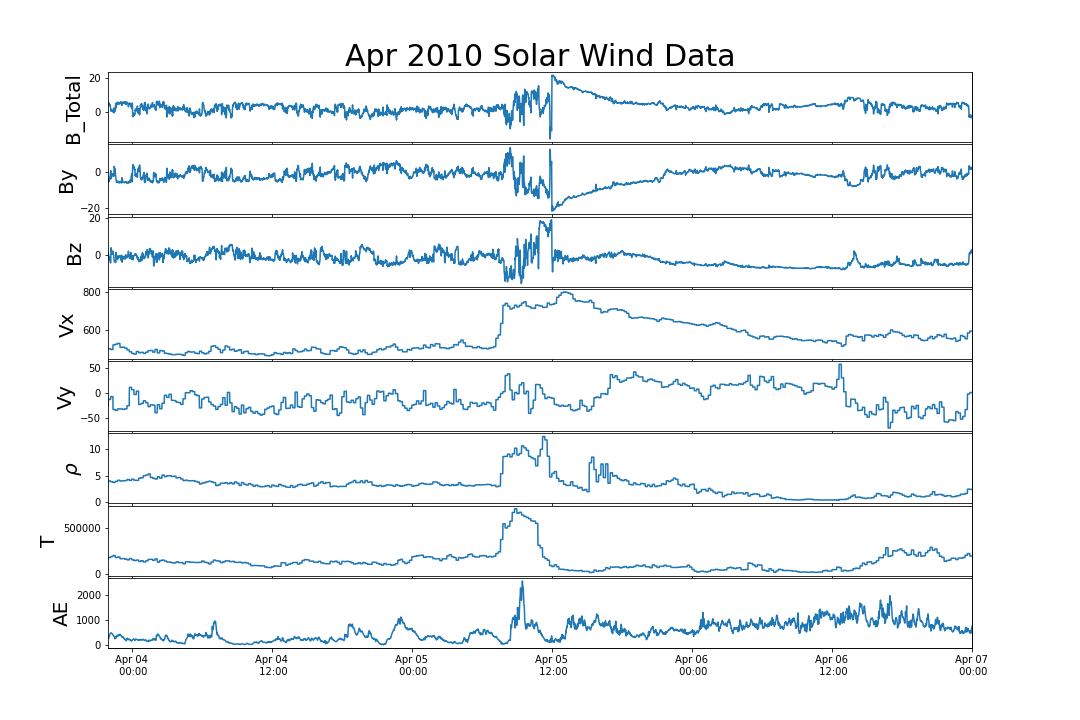 Apr 2010 Solar Wind Data
B_Total
20
0
By
0
−20
Bz
20
0
Vx
800
600
Vy
50
0
−50
ρ
10
5
0
T
500000
0
AE
2000
1000
0
Apr 04 Apr 04 Apr 05 Apr 05 Apr 06 Apr 06 Apr 07
00:00 12:00 00:00 12:00 00:00 12:00 00:00